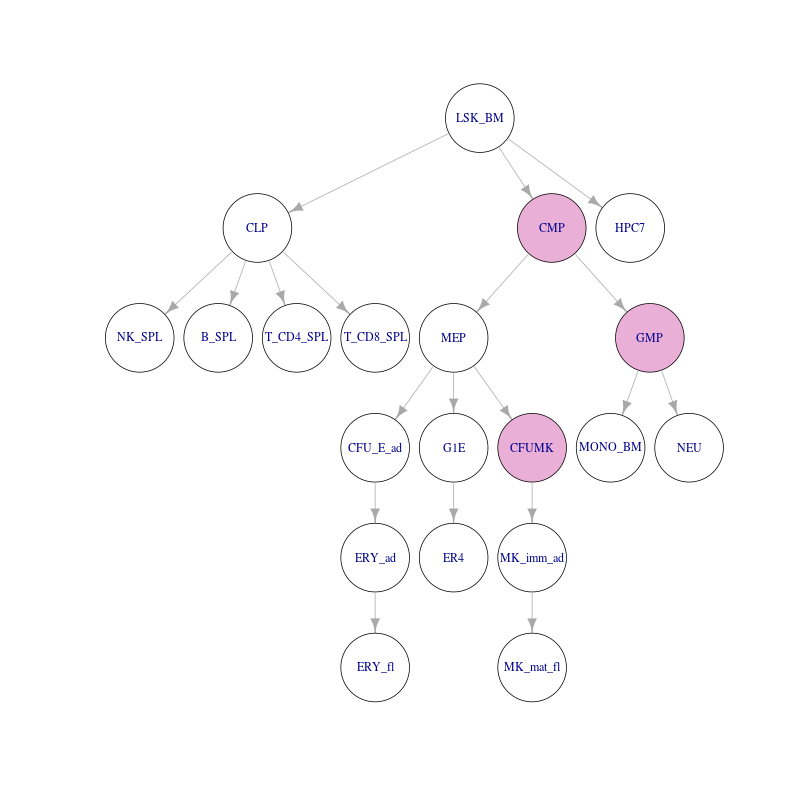 LSK_BM
CLP
CMP
HPC7
NK_SPL
B_SPL
T_CD4_SPL
T_CD8_SPL
MEP
GMP
CFU_E_ad
G1E
CFUMK
MONO_BM
NEU
ERY_ad
ER4
MK_imm_ad
ERY_fl
MK_mat_fl